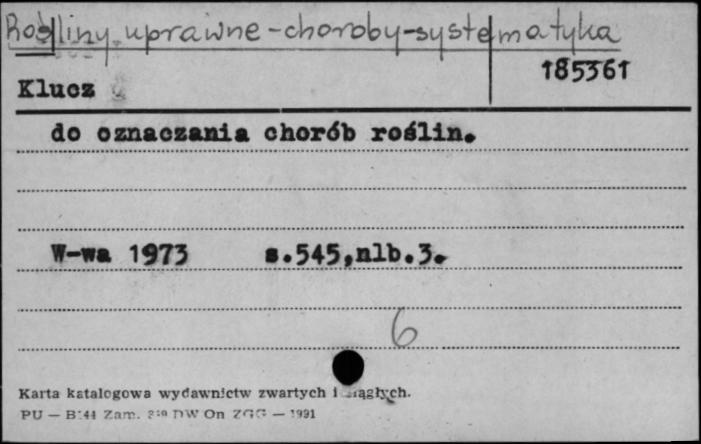 Rośliny uprawne-choroby-systematyka
185361
Klucz
do oznaczania chorób roślin.
W-wa 1973 s.545,nlb.3.
6
Karta katalogowa wydawnictw zwartych i ciągłych.
PU — B 44 Zam. DW On ZGG — 1991